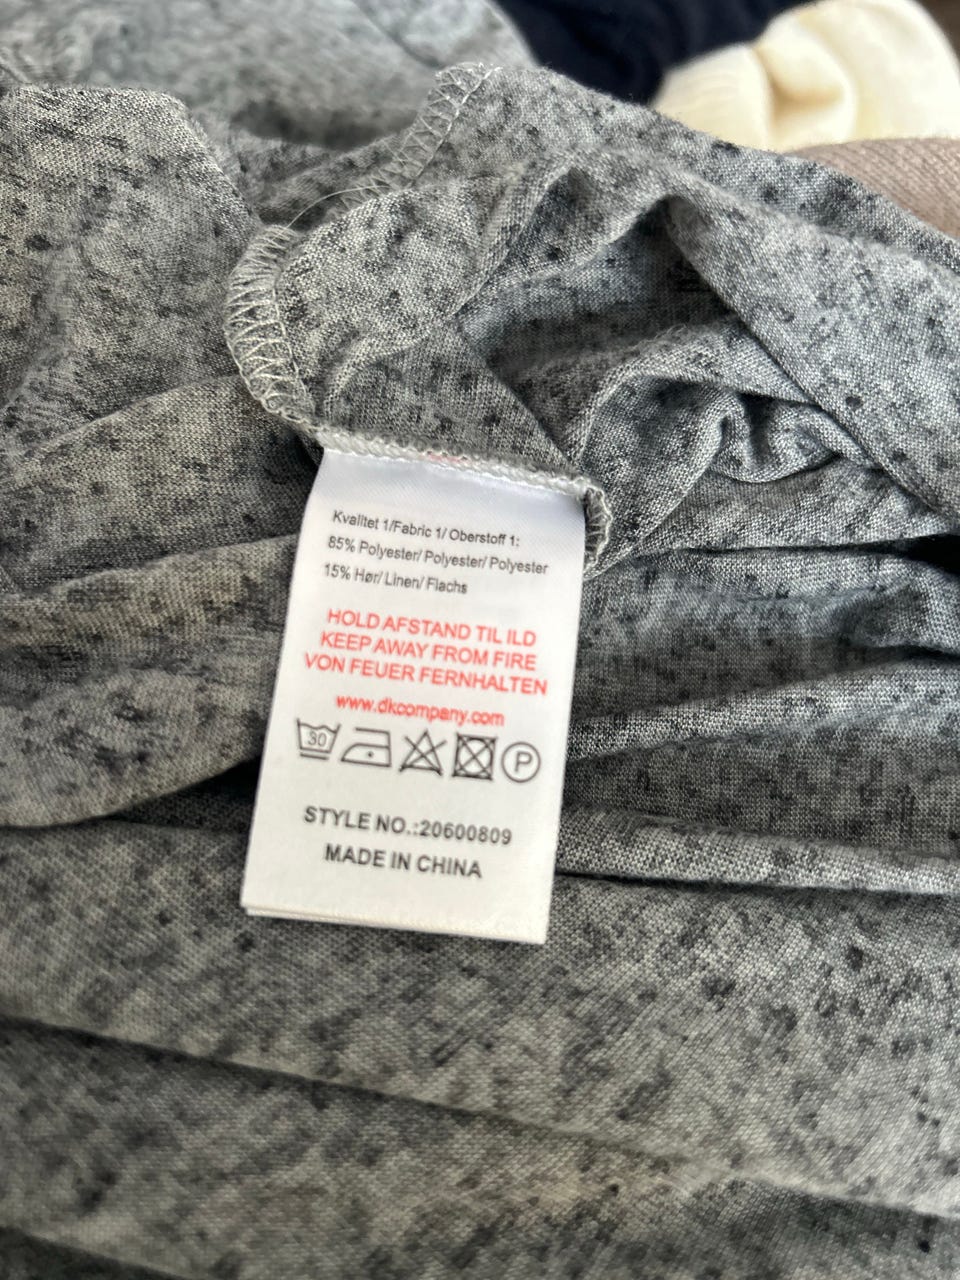 Kvalitet 1/Fabric 1/ Oberstoff 1:
85% Polyester/ Polyester/ Polyester
15% Hør/ Linen/ Flachs
HOLD AFSTAND TIL ILD
KEEP AWAY FROM FIRE
VON FEUER FERNHALTEN
www.dkcompany.com
30 P
STYLE NO.:20600809
MADE IN CHINA